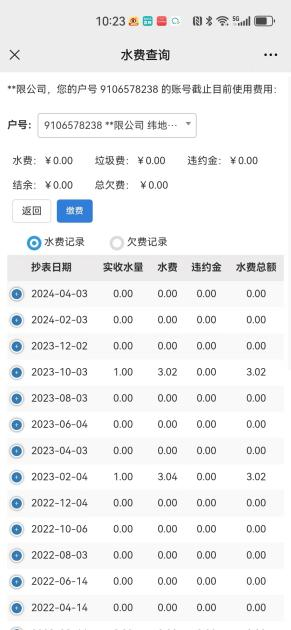 10:23
5G
水费查询
**限公司，您的户号 9106578238 的账号截止目前使用费用：
户号： 9106578238 **限公司 纬地…
水费：￥0.00 垃圾费：￥0.00 违约金：￥0.00
结余：￥0.00 总欠费：￥0.00
返回 缴费
水费记录 欠费记录
抄表日期 实收水量 水费 违约金 水费总额
2024-04-03 0.00 0.00 0.00 0.00
2024-02-03 0.00 0.00 0.00 0.00
2023-12-02 0.00 0.00 0.00 0.00
2023-10-03 1.00 3.02 0.00 3.02
2023-08-03 0.00 0.00 0.00 0.00
2023-06-04 0.00 0.00 0.00 0.00
2023-04-03 0.00 0.00 0.00 0.00
2023-02-04 1.00 3.04 0.00 3.02
2022-12-04 0.00 0.00 0.00 0.00
2022-10-06 0.00 0.00 0.00 0.00
2022-08-03 0.00 0.00 0.00 0.00
2022-06-14 0.00 0.00 0.00 0.00
2022-04-14 0.00 0.00 0.00 0.00